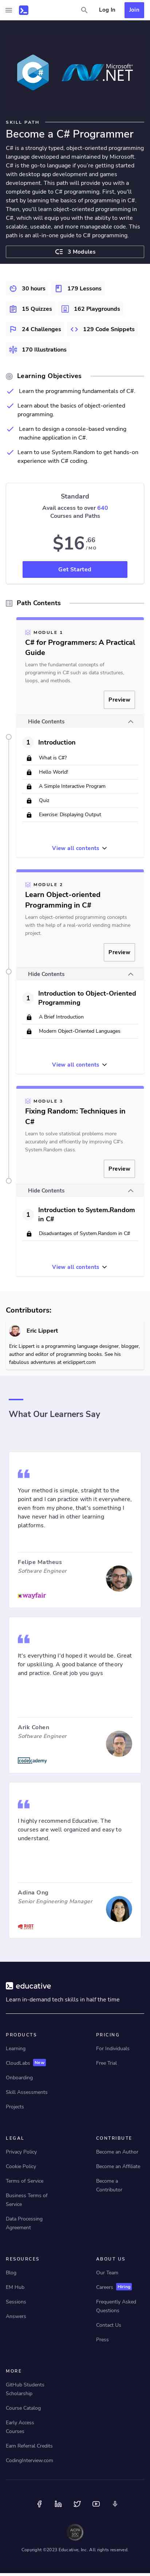 Log In
Join
.NET
SKILL PATH
Become a C# Programmer
C# is a strongly typed, object-oriented programming
language developed and maintained by Microsoft.
C# is the go-to language if you're getting started
with desktop app development and games
development. This path will provide you with a
complete guide to C# programming. First, you'll
start by learning the basics of programming using
C#. Then, you'll learn object-oriented programming in
C#, which will equip you with the ability to write
scalable, reusable, and more manageable code. This
path is an all-in-one guide to C# programming.
3 Modules
30 hours
179 Lessons
15 Quizzes
162 Playgrounds
24 Challenges
129 Code Snippets
170 Illustrations
Learning Objectives
Learn the programming fundamentals of C#.
Learn about the basics of object-oriented
programming.
Learn to design a console-based vending
machine application in C#.
Learn to use System.Random to get hands-on
experience with C# coding.
Standard
Avail access to over 640
Courses and Paths
$16.66 /MO
Get Started
Path Contents
MODULE 1
C# for Programmers: A Practical
Guide
Learn the fundamental concepts of
programming in C# such as data structures,
loops, and methods.
Preview
Hide Contents
1 Introduction
What is C#?
Hello World!
A Simple Interactive Program
Quiz
Exercise: Displaying Output
View all contents
MODULE 2
Learn Object-oriented
Programming in C#
Learn object-oriented programming concepts
with the help of a real-world vending machine
project
Preview
Hide Contents
1 Introduction to Object-Oriented
Programming
A Brief Introduction
Modern Object-Oriented Languages
View all contents
MODULE 3
Fixing Random: Techniques in
C#
Learn to solve statistical problems more
accurately and efficiently by improving C#'s
System.Random class
Preview
Hide Contents
1 Introduction to System.Random
in C#
Disadvantages of System.Random in C#
View all contents
Contributors:
Eric Lippert
Eric Lippert is a programming language designer, blogger,
author and editor of programming books. See his
fabulous adventures at ericlippert.com
What Our Learners Say
Your method is simple, straight to the
point and I can practice with it everywhere,
even from my phone, that's something I
have never had in other learning
platforms.
Felipe Matheus
Software Engineer
wayfair
It's everything I'd hoped it would be. Great
for upskilling. A good balance of theory
and practice. Great job you guys
Arik Cohen
Software Engineer
codecademy
I highly recommend Educative. The
courses are well organized and easy to
understand.
Adina Ong
Senior Engineering Manager
RIOT
educative
Learn in-demand tech skills in half the time
PRODUCTS
Learning
CloudLabs New
Onboarding
Skill Assessments
Projects
PRICING
For Individuals
Free Trial
LEGAL
Privacy Policy
Cookie Policy
Terms of Service
Business Terms of
Service
Data Processing
Agreement
CONTRIBUTE
Become an Author
Become an Affiliate
Become a
Contributor
RESOURCES
Blog
EM Hub
Sessions
Answers
ABOUT US
Our Team
Careers Hiring
Frequently Asked
Questions
Contact Us
Press
MORE
GitHub Students
Scholarship
Course Catalog
Early Access
Courses
Earn Referral Credits
CodingInterview.com
Copyright ©2023 Educative, Inc. All rights reserved.